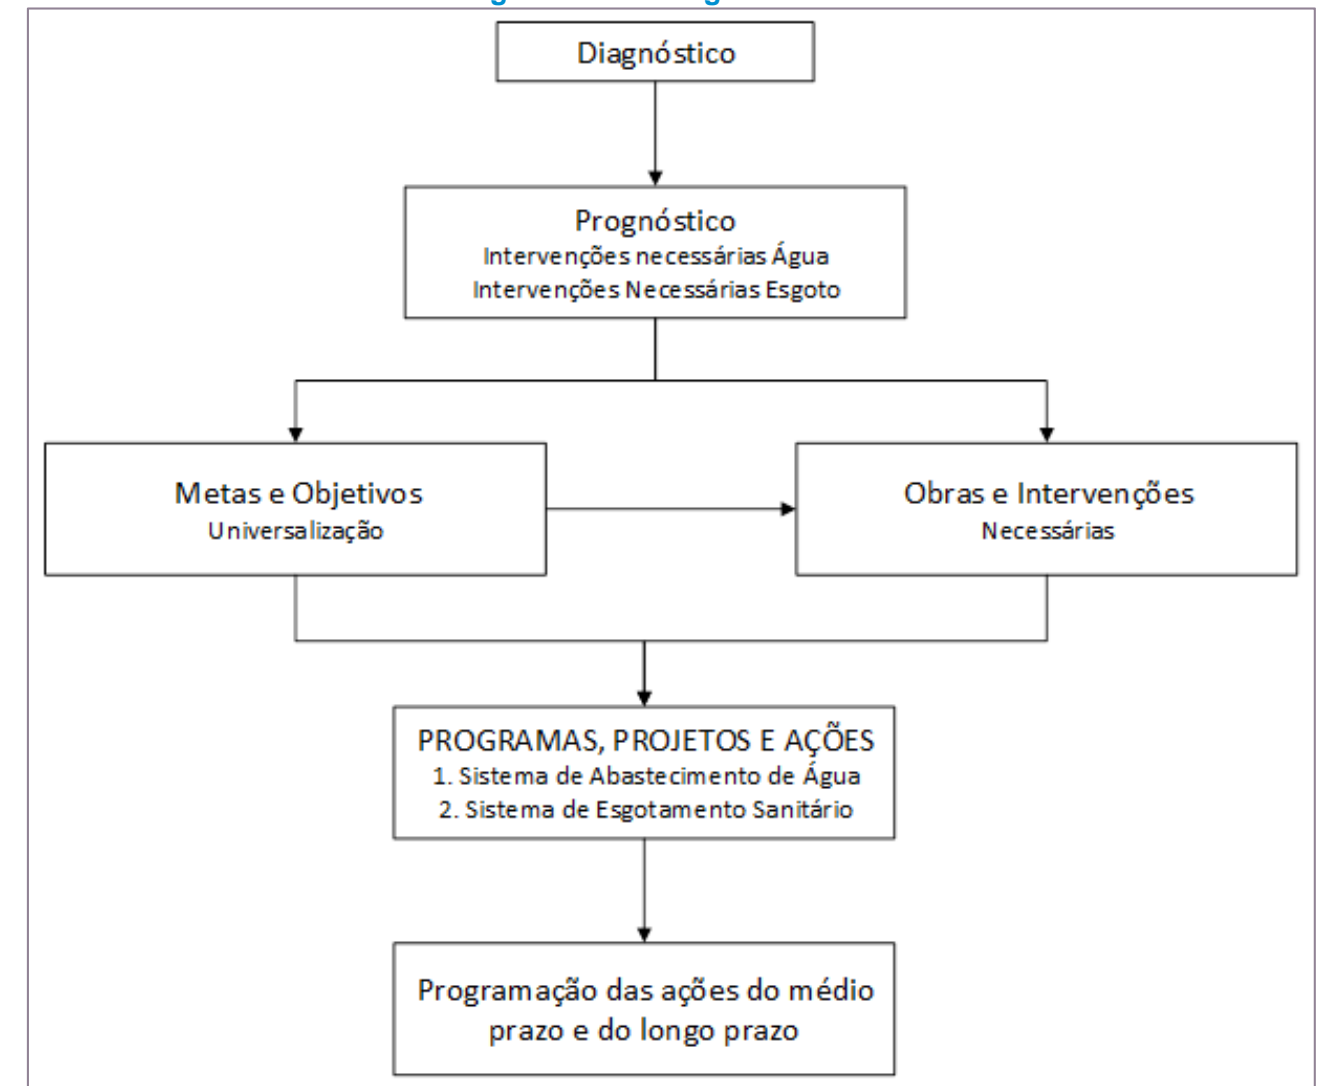 Diagnóstico
Prognóstico
Intervenções necessárias Água
Intervenções Necessárias Esgoto
Metas e Objetivos
Universalização
Obras e Intervenções
Necessárias
PROGRAMAS, PROJETOS E AÇÕES
1. Sistema de Abastecimento de Água
2. Sistema de Esgotamento Sanitário
Programação das ações do médio
prazo e do longo prazo